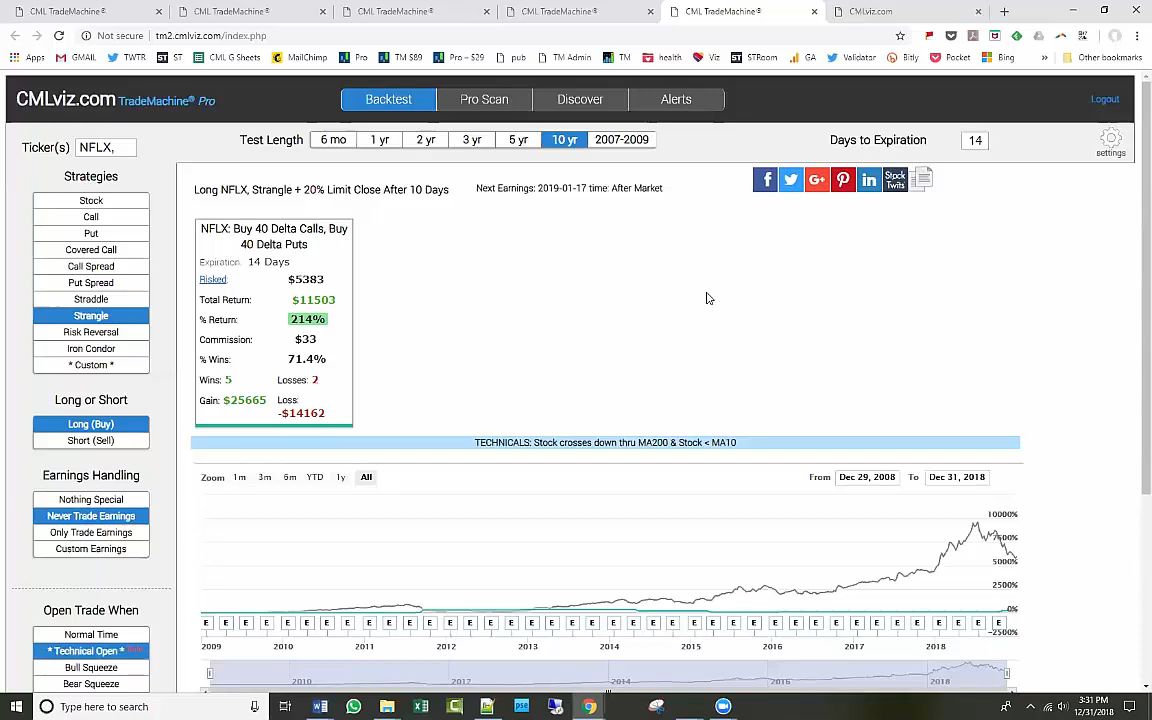 CML TradeMachine® CML TradeMachine® CML TradeMachine® CML TradeMachine® CML TradeMachine® CMLviz.com
Not secure tm2.cmlviz.com/index.php
Apps GMAIL TWTR ST CML G Sheets MailChimp Pro TM $89 Pro – $29 pub TM Admin TM health Viz STRoom GA Validator Bitly Pocket Bing » Other bookmarks
CMLviz.com TradeMachine® Pro Backtest Pro Scan Discover Alerts Logout
Ticker(s) NFLX, Test Length 6 mo 1 yr 2 yr 3 yr 5 yr 10 yr 2007-2009 Days to Expiration 14 settings
Strategies
Stock
Call
Put
Covered Call
Call Spread
Put Spread
Straddle
Strangle
Risk Reversal
Iron Condor
* Custom *
Long or Short
Long (Buy)
Short (Sell)
Earnings Handling
Nothing Special
Never Trade Earnings
Only Trade Earnings
Custom Earnings
Open Trade When
Normal Time
* Technical Open *
Bull Squeeze
Bear Squeeze
Long NFLX, Strangle + 20% Limit Close After 10 Days Next Earnings: 2019-01-17 time: After Market
f G+ in Stock Twits
NFLX: Buy 40 Delta Calls, Buy
40 Delta Puts
Expiration: 14 Days
Risked: $5383
Total Return: $11503
% Return: 214%
Commission: $33
% Wins: 71.4%
Wins: 5 Losses: 2
Gain: $25665 Loss:
-$14162
TECHNICALS: Stock crosses down thru MA200 & Stock < MA10
Zoom 1m 3m 6m YTD 1y All From Dec 29, 2008 To Dec 31, 2018
10000%
7500%
5000%
2500%
0%
E E E E E E E E E E E E E E E E E E E E E E E E E E E E E E E E E E E E E E E E
−2500%
2009 2010 2011 2012 2013 2014 2015 2016 2017 2018
2010 2017 2014 2016 2018
Type here to search
3:31 PM
12/31/2018